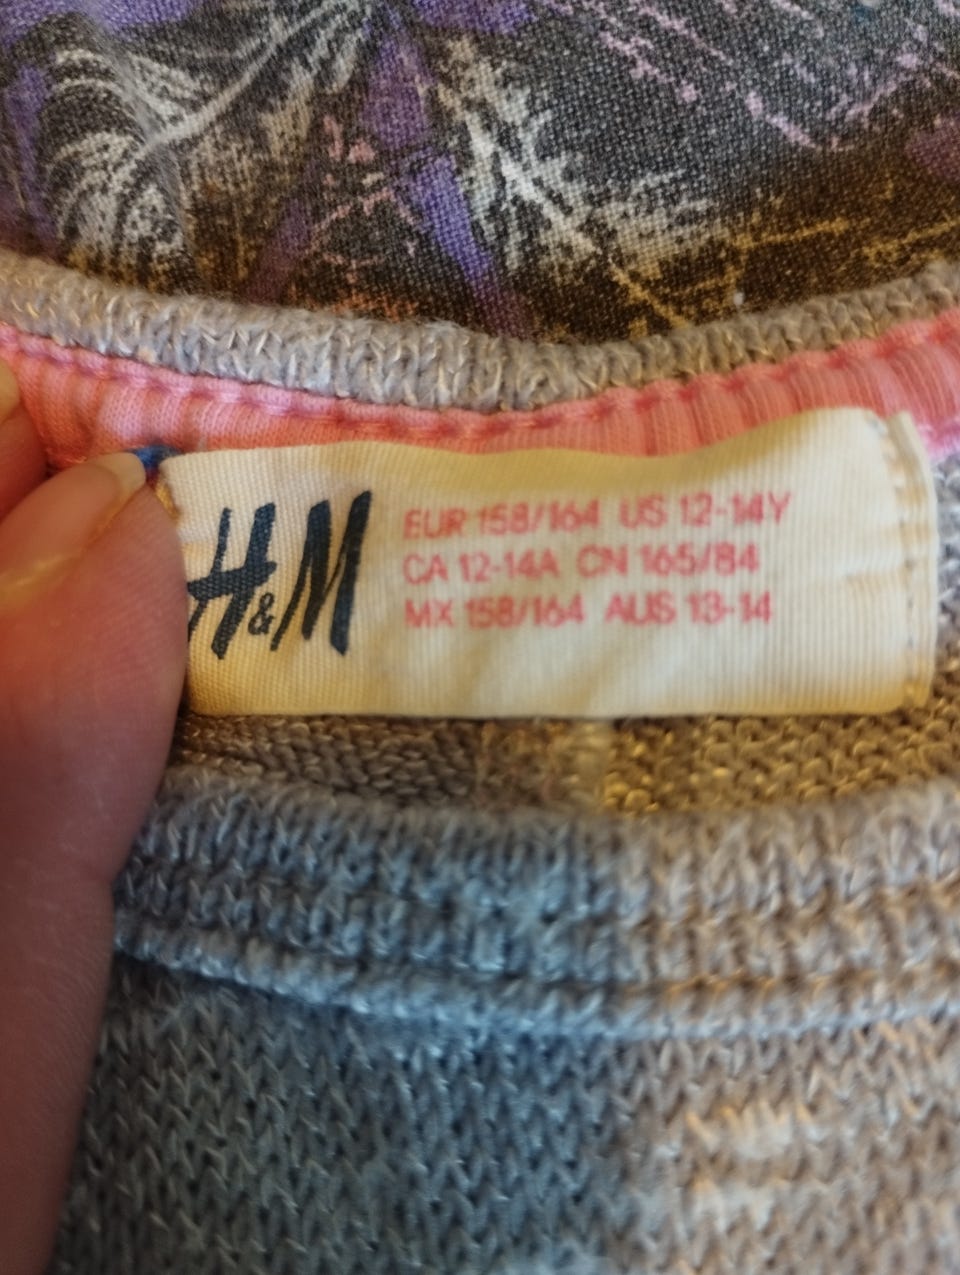 H&M
EUR 158/164 US 12-14Y
CA 12-14A CN 165/84
MX 158/164 AUS 13-14